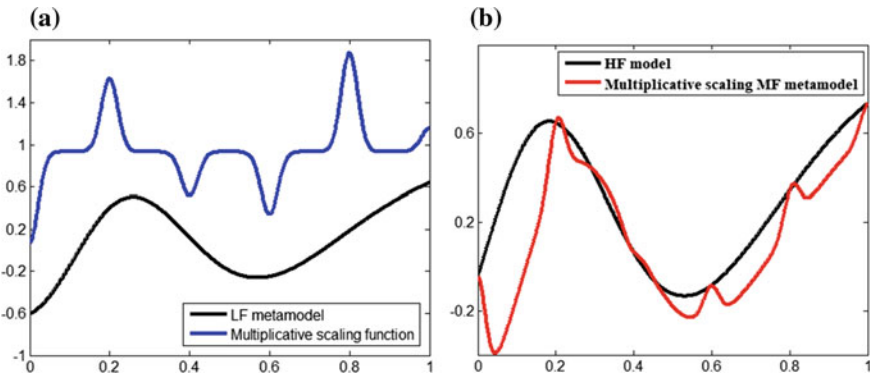 (a)
1.8
1.4
1
0.6
0.2
-0.2
-0.6
-1
0 0.2 0.4 0.6 0.8 1
LF metamodel
Multiplicative scaling function
(b)
HF model
Multiplicative scaling MF metamodel
0.6
0.2
-0.2
0 0.2 0.4 0.6 0.8 1